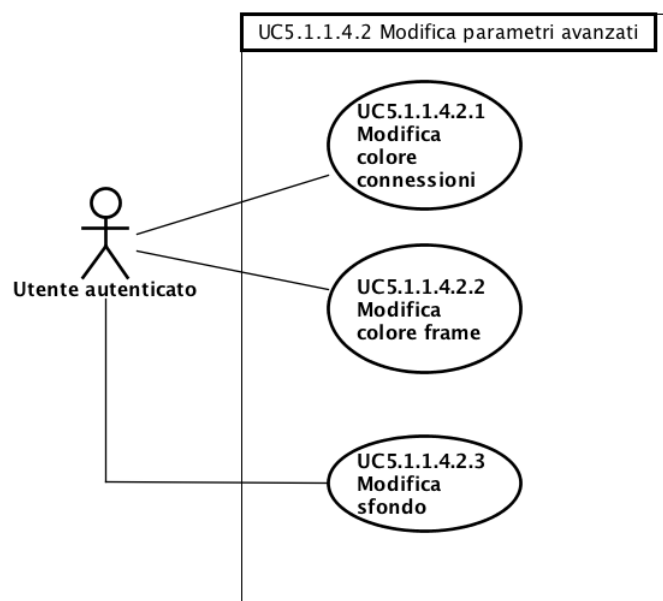 UC5.1.1.4.2 Modifica parametri avanzati
UC5.1.1.4.2.1
Modifica
colore
connessioni
Utente autenticato
UC5.1.1.4.2.2
Modifica
colore frame
UC5.1.1.4.2.3
Modifica
sfondo